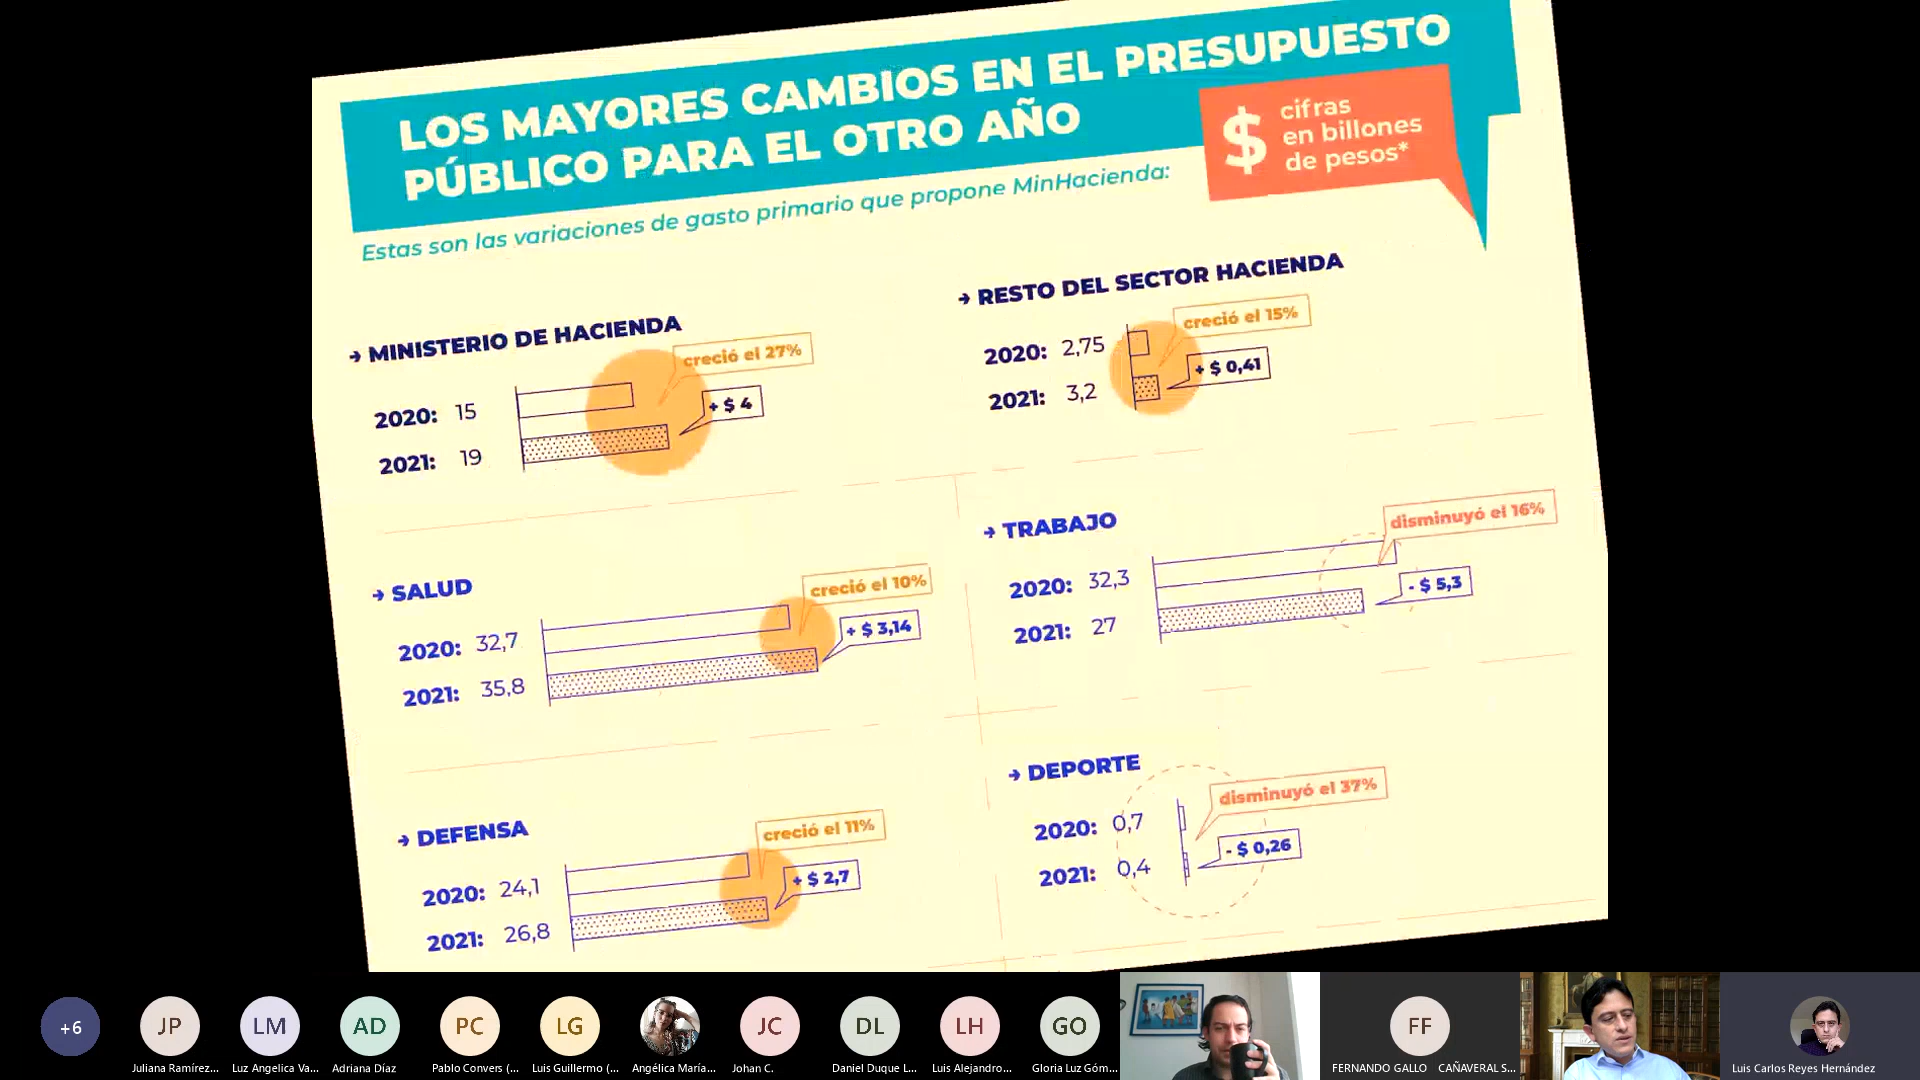 LOS MAYORES CAMBIOS EN EL PRESUPUESTO
PÚBLICO PARA EL OTRO AÑO
$ cifras
en billones
de pesos*
Estas son las variaciones de gasto primario que propone MinHacienda:
→ MINISTERIO DE HACIENDA
creció el 27%
2020: 15
+ $ 4
2021: 19
→ RESTO DEL SECTOR HACIENDA
creció el 15%
2020: 2,75
+ $ 0,41
2021: 3,2
→ SALUD
creció el 10%
2020: 32,7
+ $ 3,14
2021: 35,8
→ TRABAJO
disminuyó el 16%
2020: 32,3
- $ 5,3
2021: 27
→ DEFENSA
creció el 11%
2020: 24,1
+ $ 2,7
2021: 26,8
→ DEPORTE
disminuyó el 37%
2020: 0,7
- $ 0,26
2021: 0,4
+6
JP
LM
AD
PC
LG
JC
DL
LH
GO
FF
Juliana Ramírez...
Luz Angelica Va...
Adriana Díaz
Pablo Convers (...
Luis Guillermo (...
Angélica María...
Johan C.
Daniel Duque L...
Luis Alejandro...
Gloria Luz Góm...
FERNANDO GALLO CAÑAVERAL S...
Luis Carlos Reyes Hernández